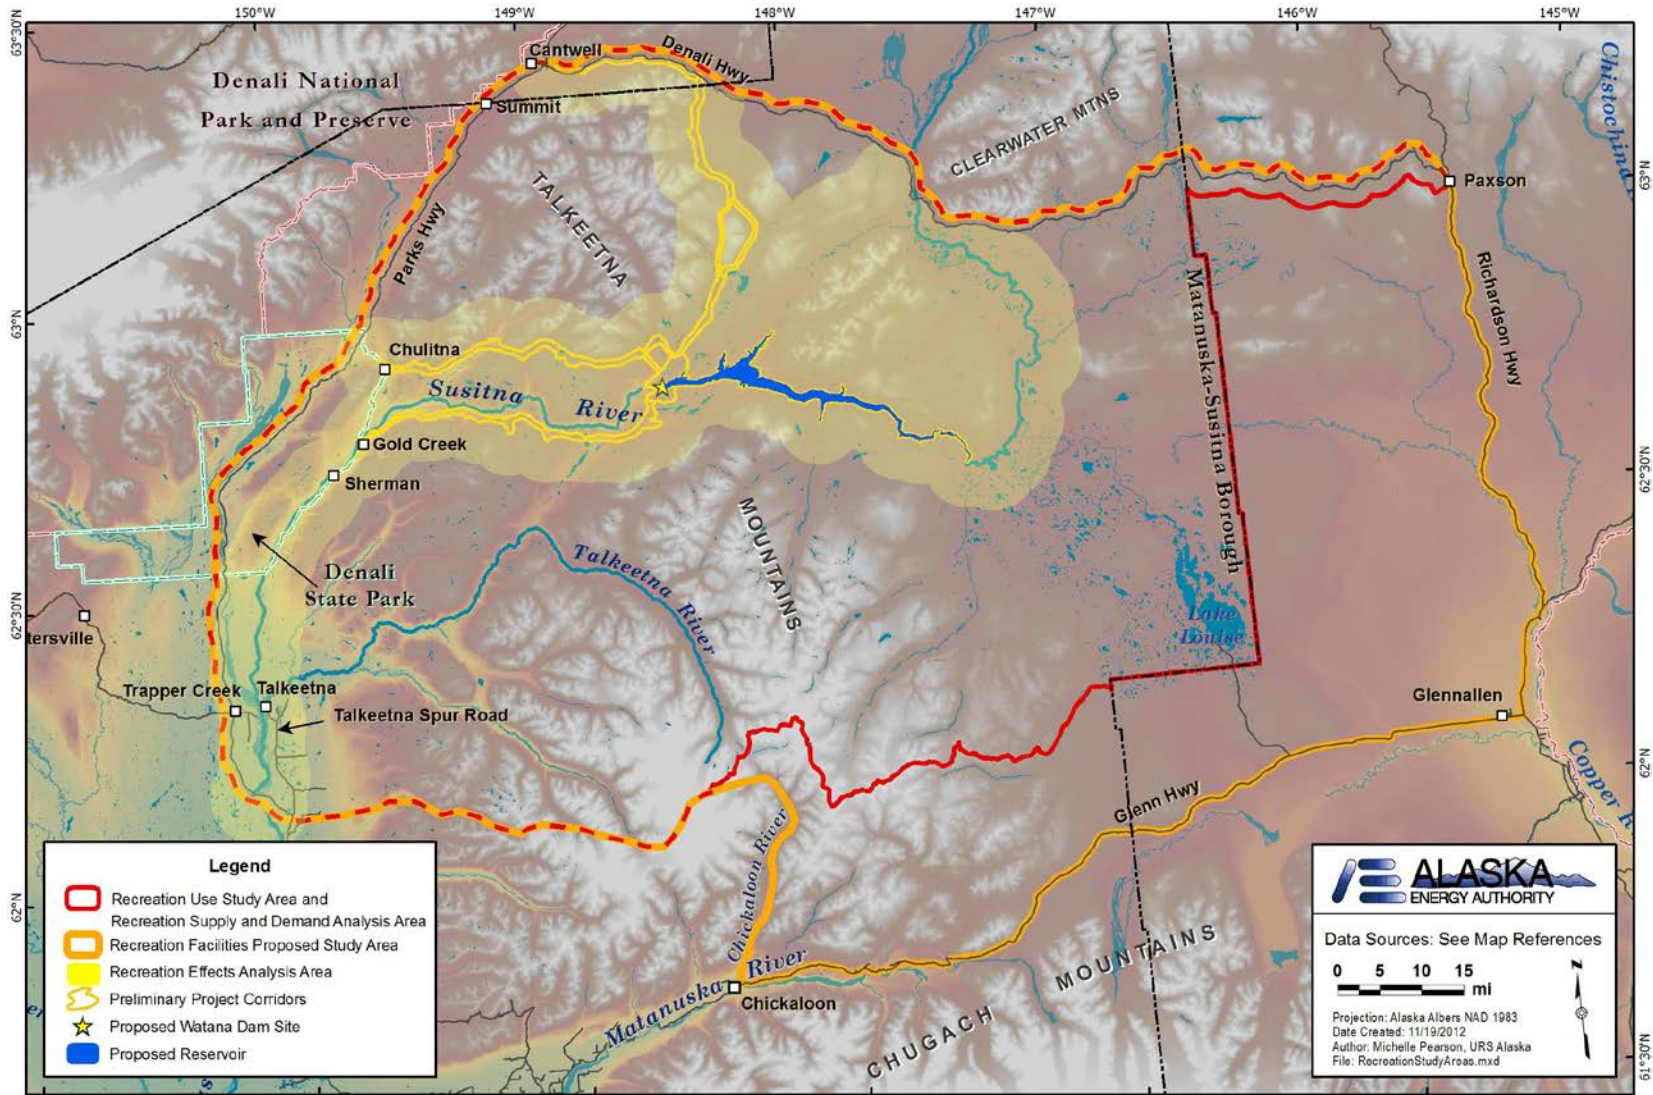 150°W
149°W
148°W
147°W
146°W
145°W
63°30'N
Cantwell
Denali Hwy
Denali National
Park and Preserve
Summit
CLEARWATER MTNS
Paxson
63°N
TALKEETNA
Parks Hwy
Richardson Hwy
Matanuska-Susitna Borough
63°N
Chulitna
Susitna
River
Gold Creek
Sherman
62°30'N
MOUNTAINS
Denali
State Park
Talkeetna River
62°30'N
tersville
Lake
Louise
Trapper Creek
Talkeetna
Talkeetna Spur Road
Glennallen
62°N
Copper R
Glenn Hwy
Chickaloon River
62°N
Matanuska
River
Chickaloon
CHUGACH
MOUNTAINS
61°30'N
Legend
Recreation Use Study Area and
Recreation Supply and Demand Analysis Area
Recreation Facilities Proposed Study Area
Recreation Effects Analysis Area
Preliminary Project Corridors
Proposed Watana Dam Site
Proposed Reservoir
ALASKA
ENERGY AUTHORITY
Data Sources: See Map References
0 5 10 15
mi
N
Projection: Alaska Albers NAD 1983
Date Created: 11/19/2012
Author: Michelle Pearson, URS Alaska
File: RecreationStudyAreas.mxd